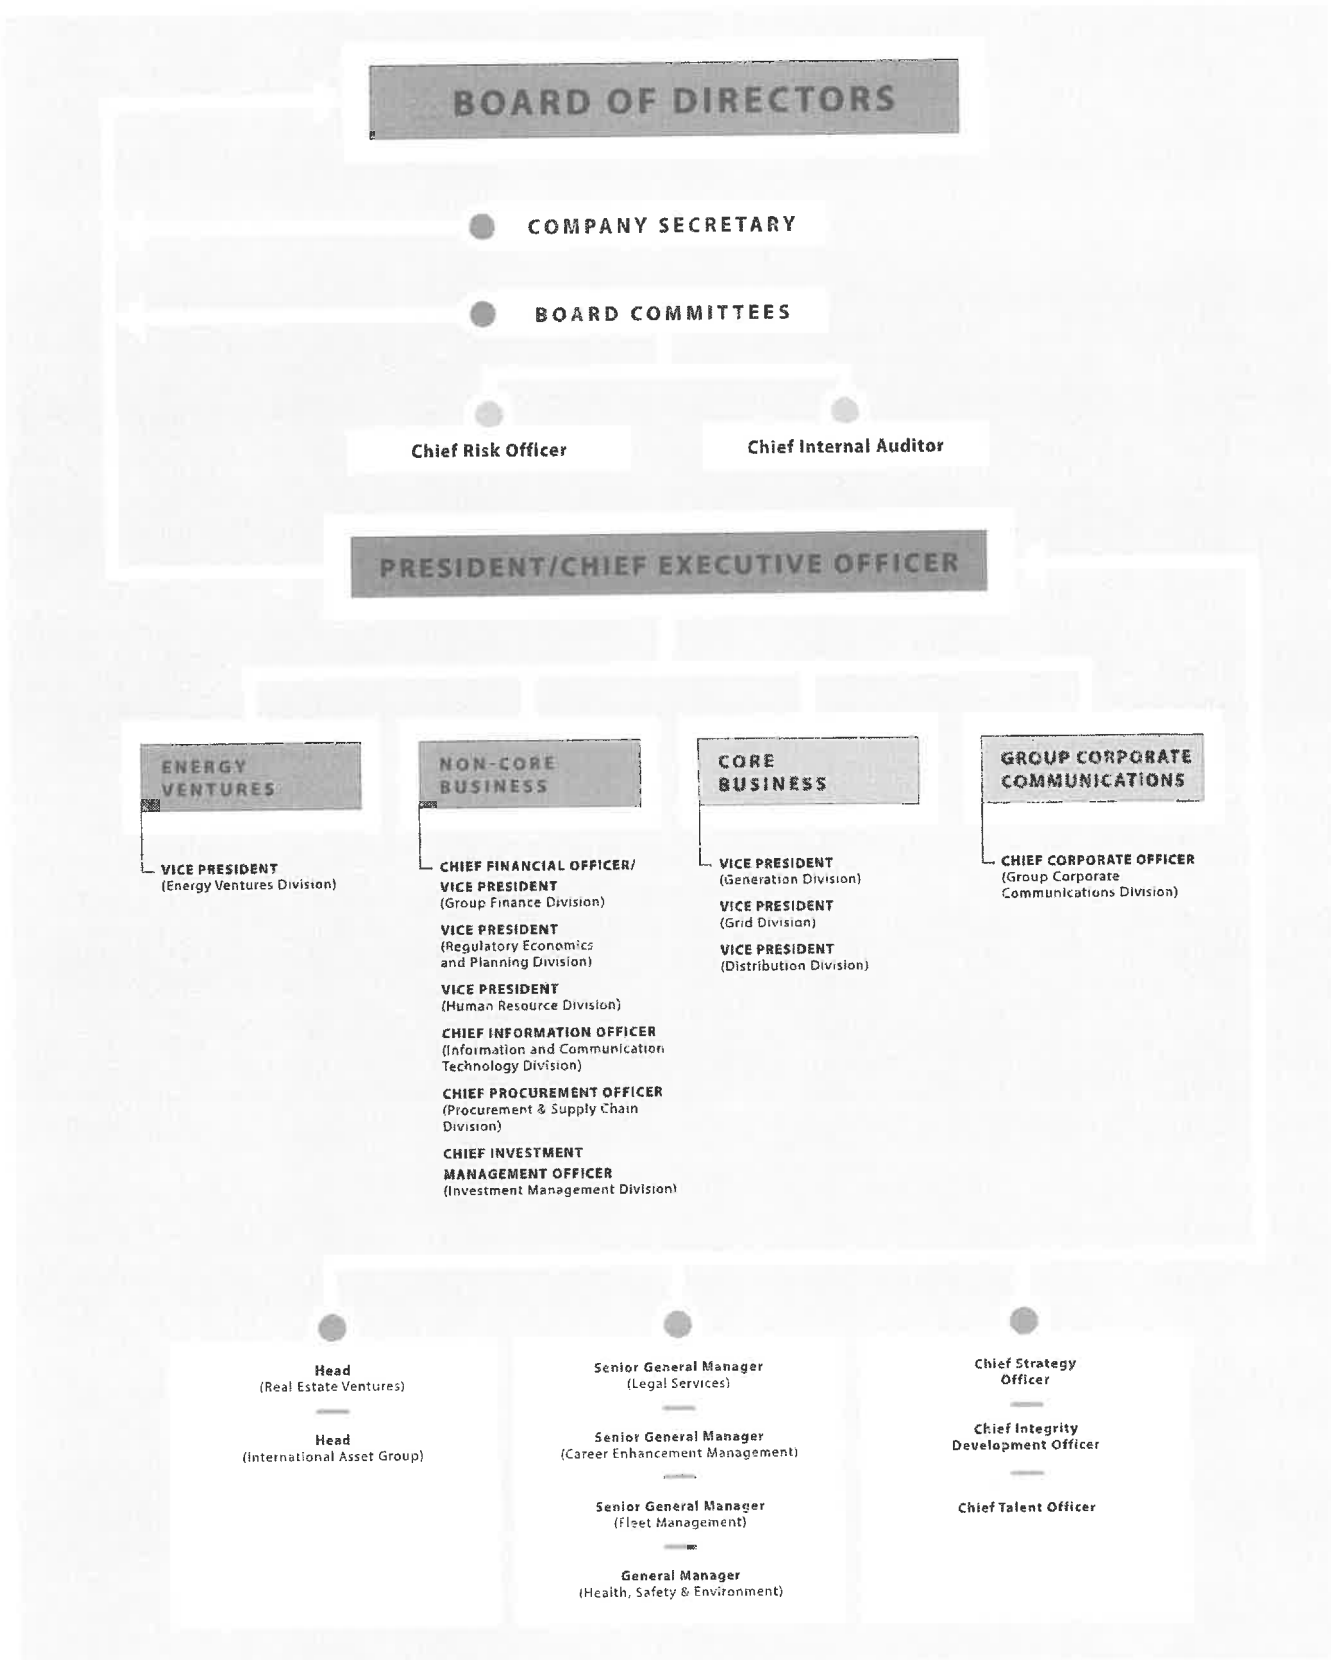 BOARD OF DIRECTORS
COMPANY SECRETARY
BOARD COMMITTEES
Chief Risk Officer
Chief Internal Auditor
PRESIDENT/CHIEF EXECUTIVE OFFICER
ENERGY
VENTURES
VICE PRESIDENT
(Energy Ventures Division)
NON-CORE
BUSINESS
CHIEF FINANCIAL OFFICER/
VICE PRESIDENT
(Group Finance Division)
VICE PRESIDENT
(Regulatory Economics
and Planning Division)
VICE PRESIDENT
(Human Resource Division)
CHIEF INFORMATION OFFICER
(Information and Communication
Technology Division)
CHIEF PROCUREMENT OFFICER
(Procurement & Supply Chain
Division)
CHIEF INVESTMENT
MANAGEMENT OFFICER
(Investment Management Division)
CORE
BUSINESS
VICE PRESIDENT
(Generation Division)
VICE PRESIDENT
(Grid Division)
VICE PRESIDENT
(Distribution Division)
GROUP CORPORATE
COMMUNICATIONS
CHIEF CORPORATE OFFICER
(Group Corporate
Communications Division)
Head
(Real Estate Ventures)
Head
(International Asset Group)
Senior General Manager
(Legal Services)
Senior General Manager
(Career Enhancement Management)
Senior General Manager
(Fleet Management)
General Manager
(Health, Safety & Environment)
Chief Strategy
Officer
Chief Integrity
Development Officer
Chief Talent Officer